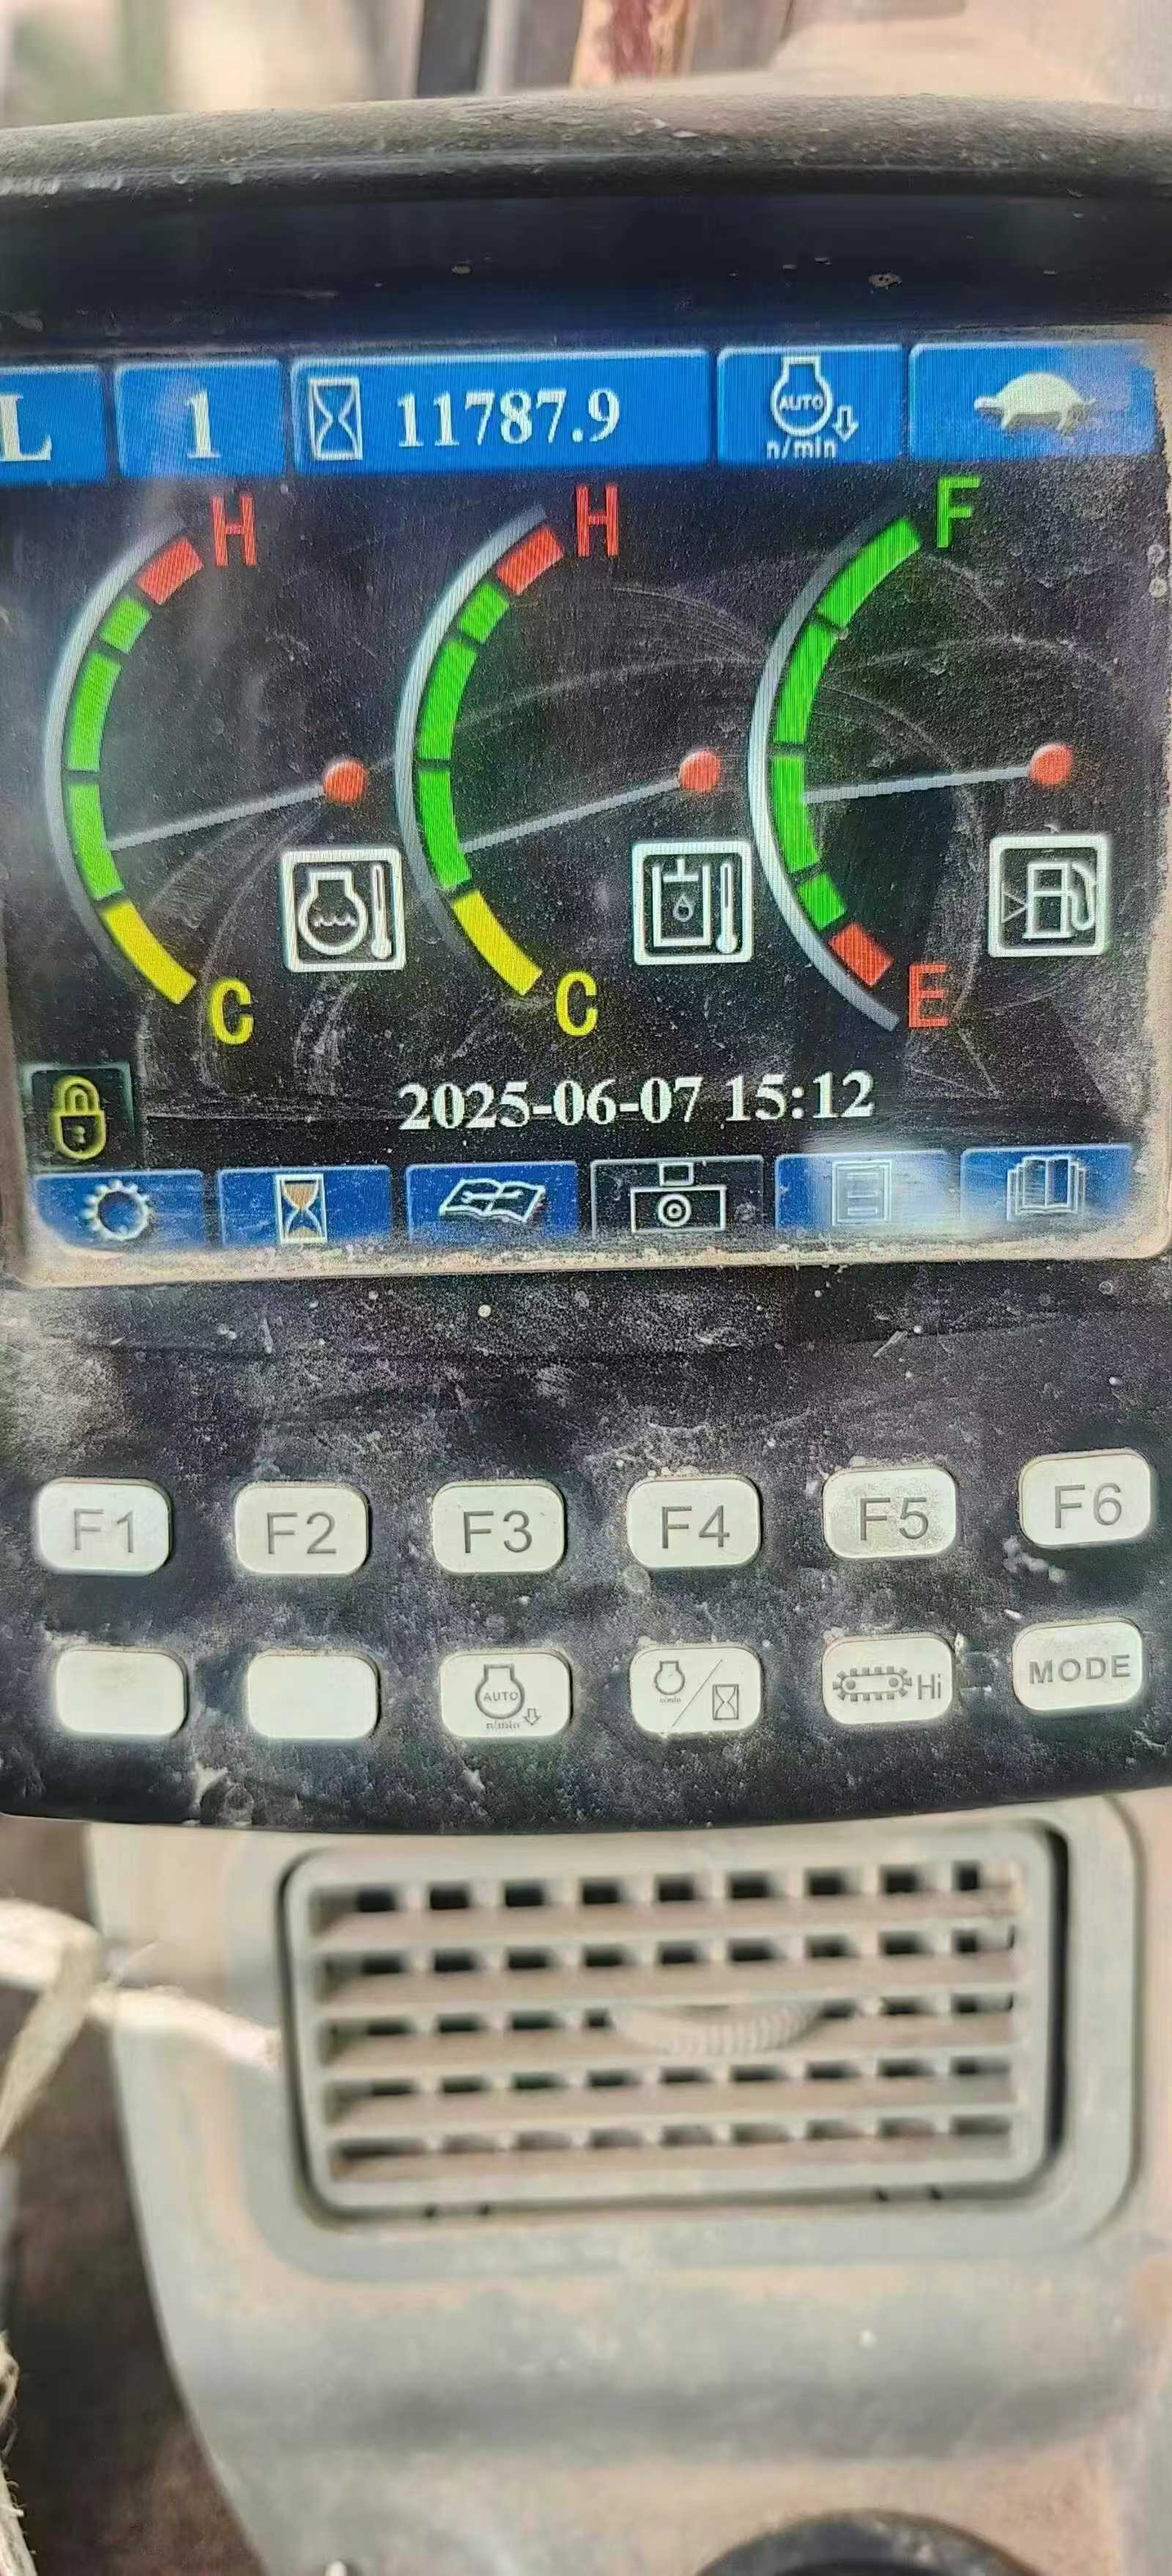 L 1 11787.9 AUTO n/min
H H F
C C E
2025-06-07 15:12
F1 F2 F3 F4 F5 F6
AUTO n/min Hi MODE